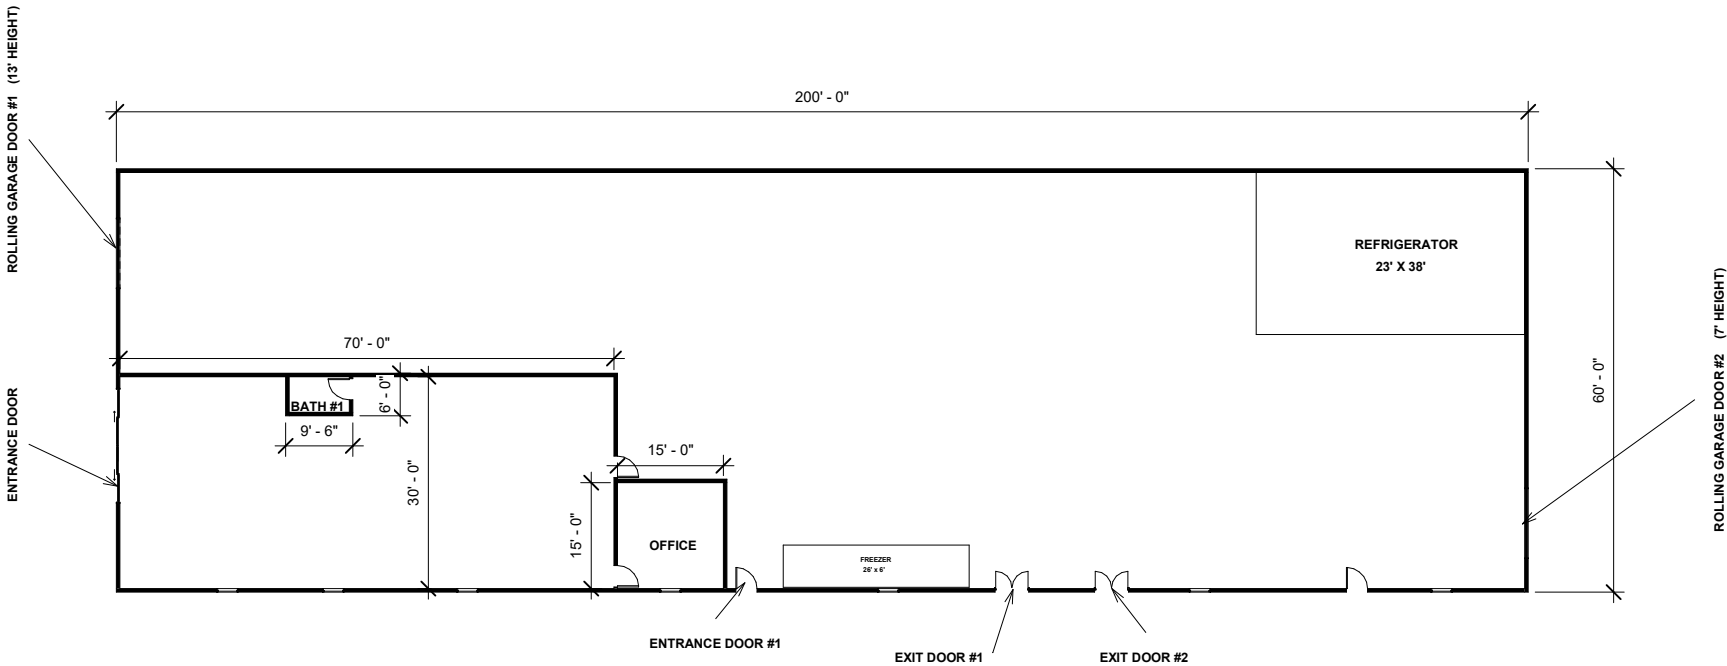 ROLLING GARAGE DOOR #1 (13' HEIGHT)
200' - 0"
REFRIGERATOR
23' X 38'
ROLLING GARAGE DOOR #2 (7' HEIGHT)
60' - 0"
70' - 0"
ENTRANCE DOOR
BATH #1
6' - 0"
9' - 6"
30' - 0"
15' - 0"
15' - 0"
OFFICE
FREEZER
26' x 6'
ENTRANCE DOOR #1
EXIT DOOR #1
EXIT DOOR #2